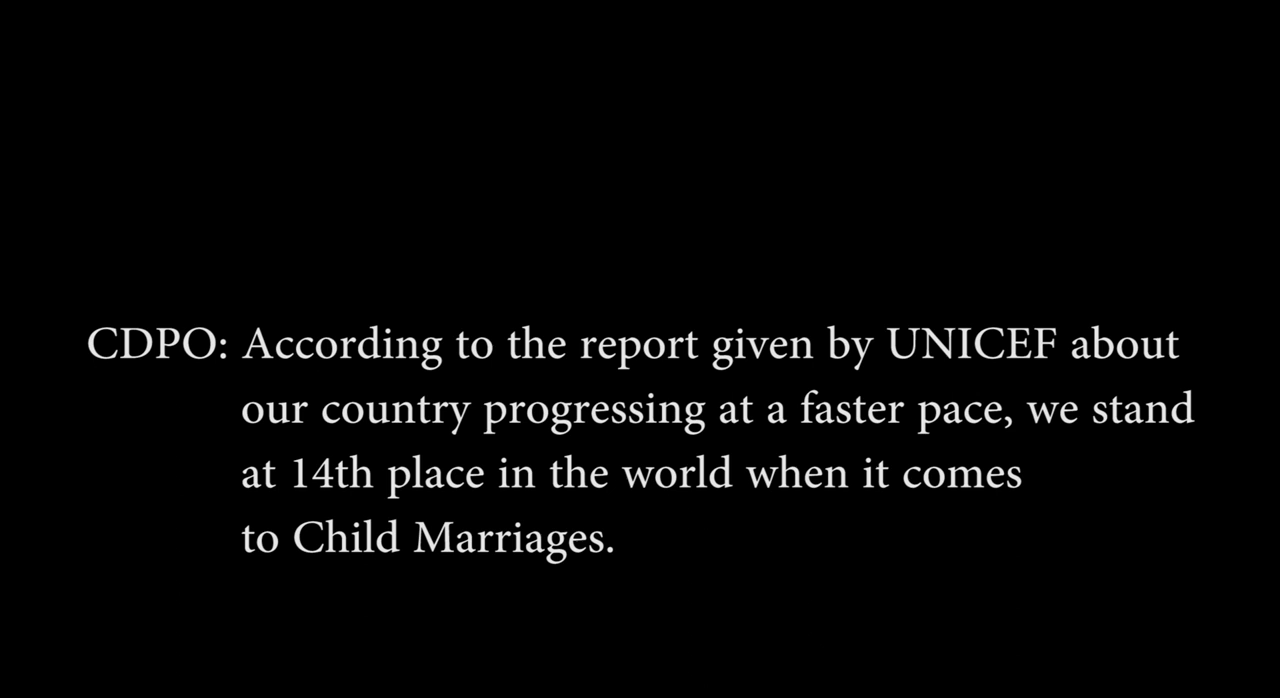 CDPO: According to the report given by UNICEF about
our country progressing at a faster pace, we stand
at 14th place in the world when it comes
to Child Marriages.